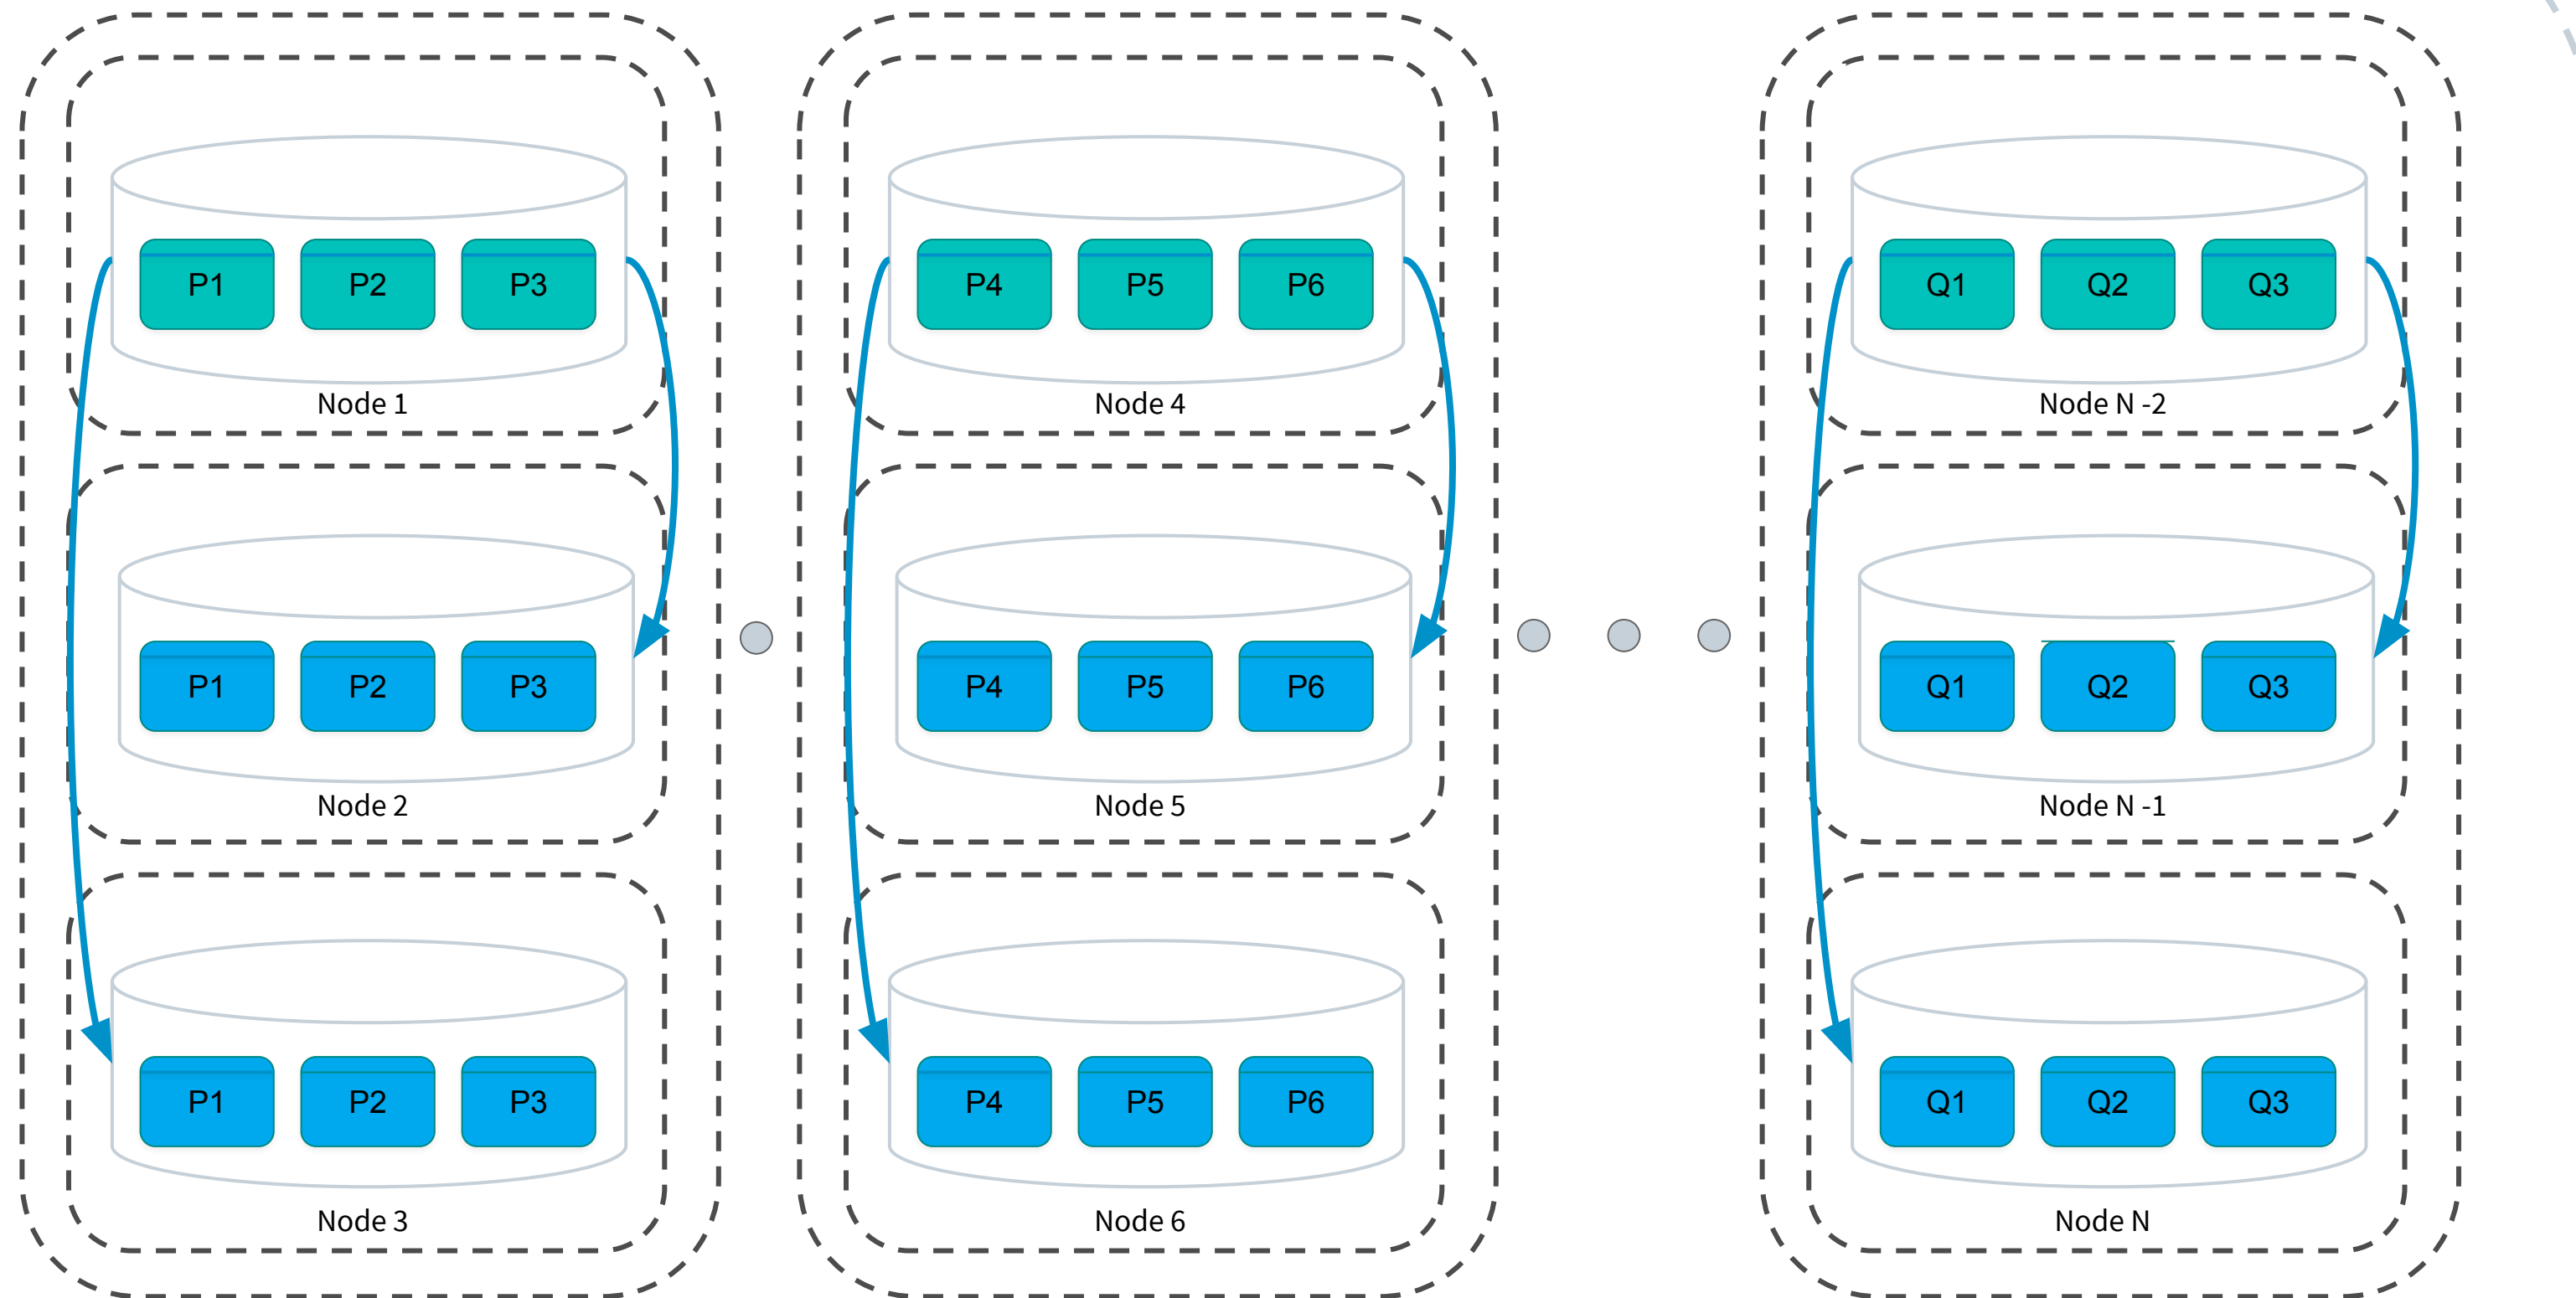 P1 P2 P3
Node 1
P1 P2 P3
Node 2
P1 P2 P3
Node 3
P4 P5 P6
Node 4
P4 P5 P6
Node 5
P4 P5 P6
Node 6
Q1 Q2 Q3
Node N -2
Q1 Q2 Q3
Node N -1
Q1 Q2 Q3
Node N